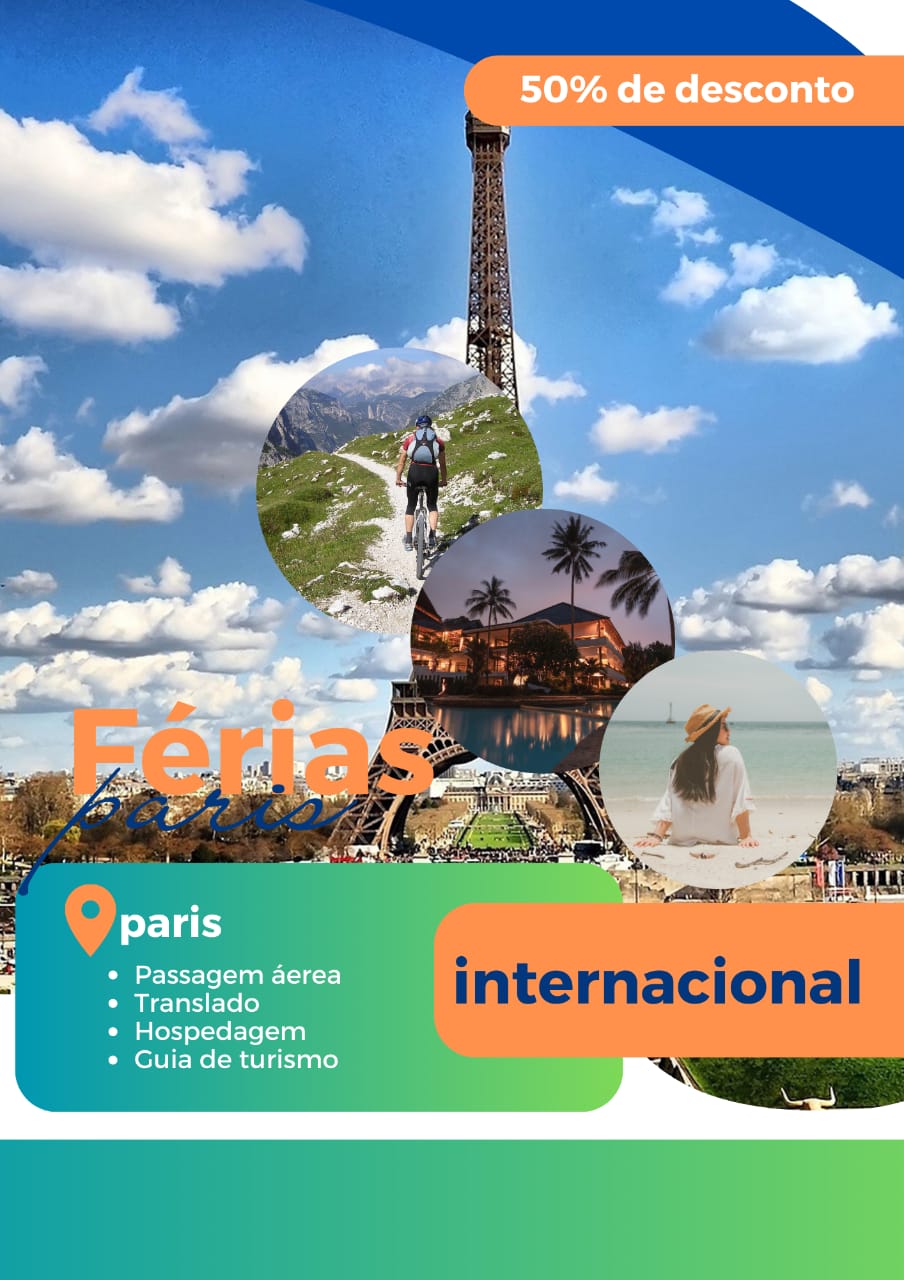 50% de desconto
Férias
paris
paris
• Passagem áerea
• Translado
• Hospedagem
• Guia de turismo
internacional